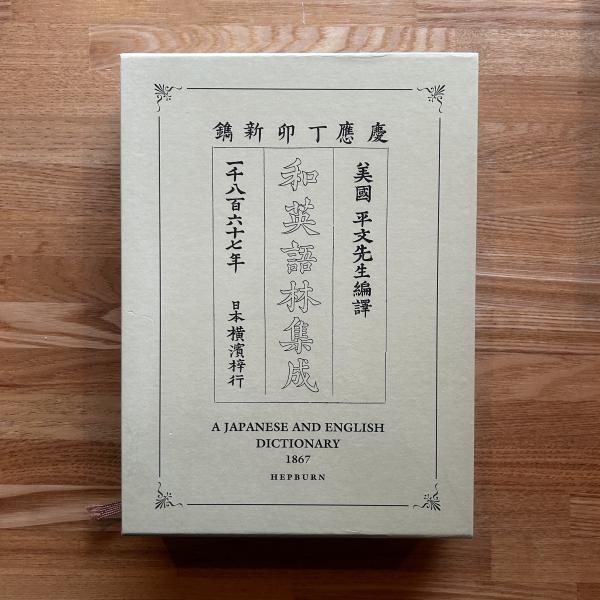 慶應丁卯新鐫
美國 平文先生編譯
和英語林集成
一千八百六十七年
日本橫濱梓行
A JAPANESE AND ENGLISH
DICTIONARY
1867
HEPBURN